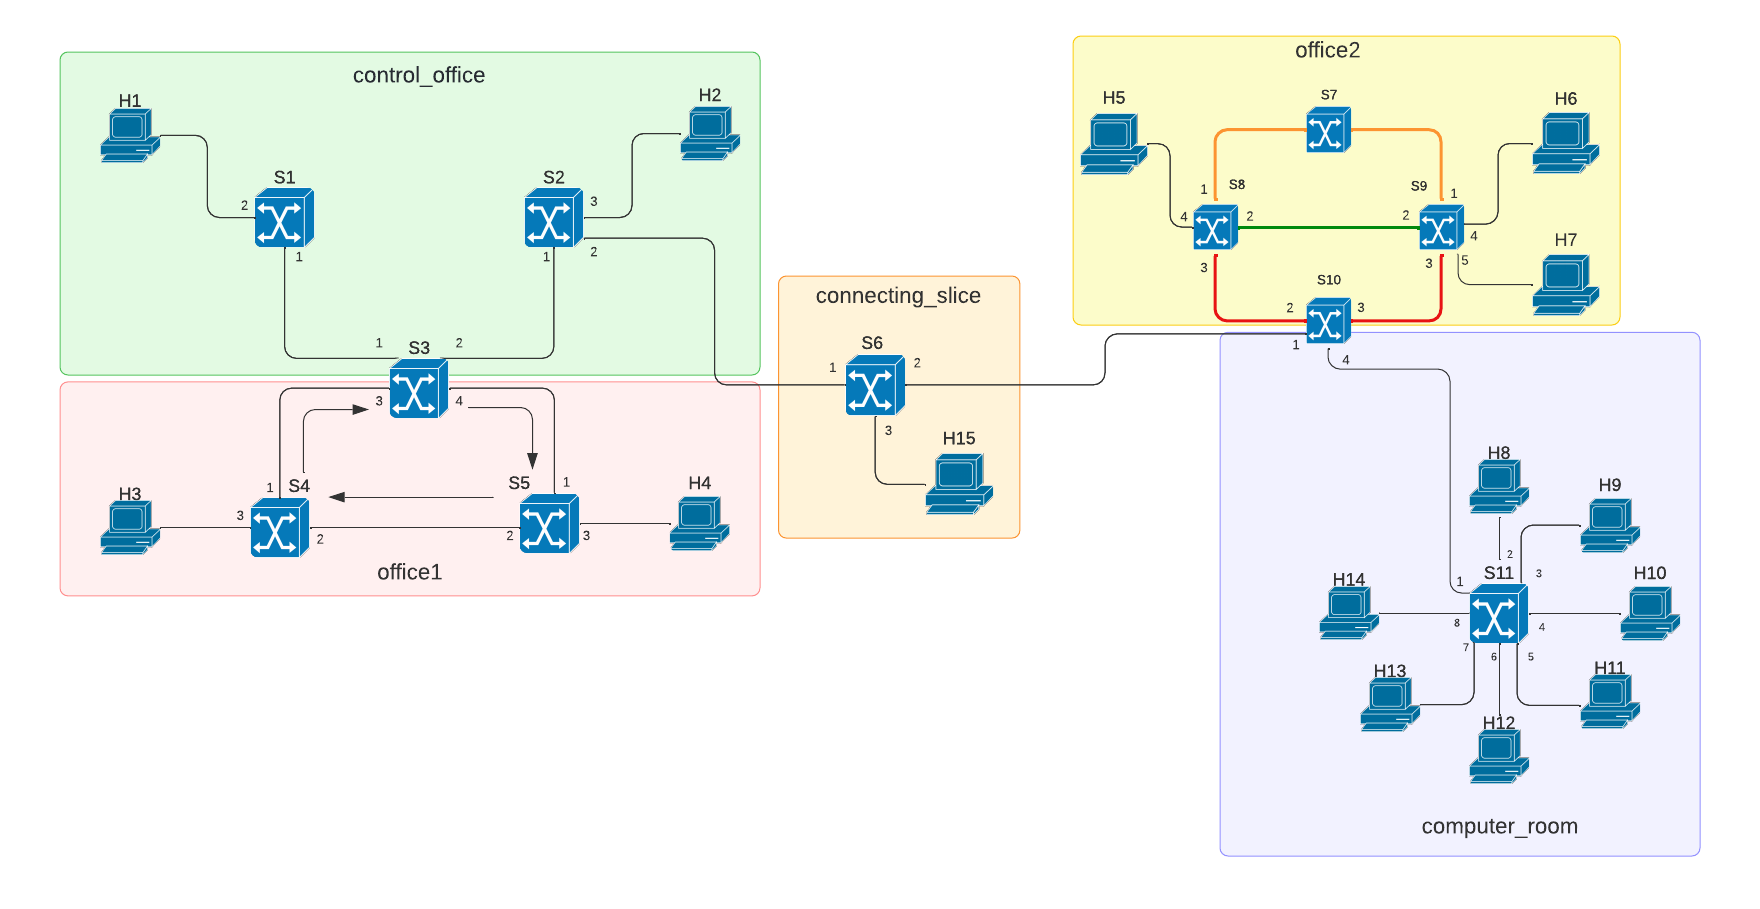 control_office
H1
H2
S1
S2
2
1
3
2
1
1
S3
2
3
4
1
S4
S5
1
H3
3
2
2
3
H4
office1
connecting_slice
S6
1
2
3
H15
office2
H5
S7
H6
1
S8
S9
1
4
2
2
4
3
3
5
H7
S10
2
3
1
4
H8
H9
2
S11
3
1
H10
H14
8
4
7
6
5
H13
H11
H12
computer_room